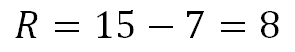 R = 15 − 7 = 8